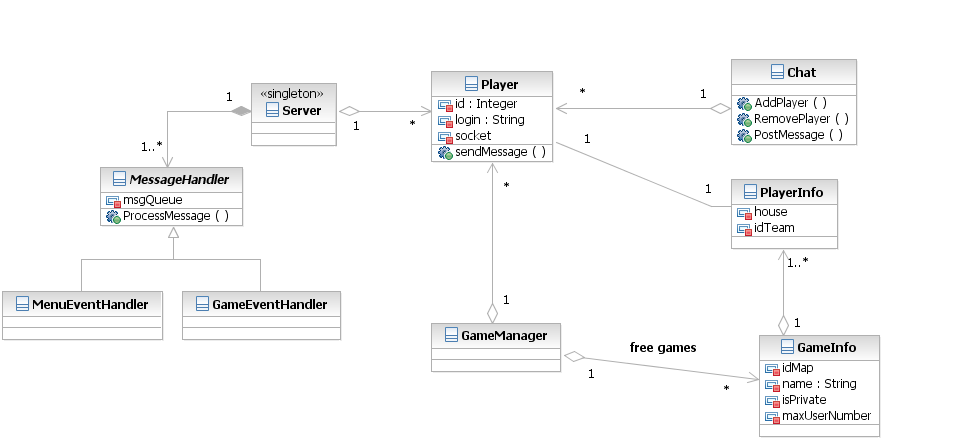 «singleton»
Server
1
1
*
1..*
MessageHandler
msgQueue
ProcessMessage ( )
MenuEventHandler
GameEventHandler
Player
id : Integer
login : String
socket
sendMessage ( )
*
1
Chat
AddPlayer ( )
RemovePlayer ( )
PostMessage ( )
1
1
PlayerInfo
house
idTeam
1..*
1
*
1
GameManager
1
free games
*
GameInfo
idMap
name : String
isPrivate
maxUserNumber